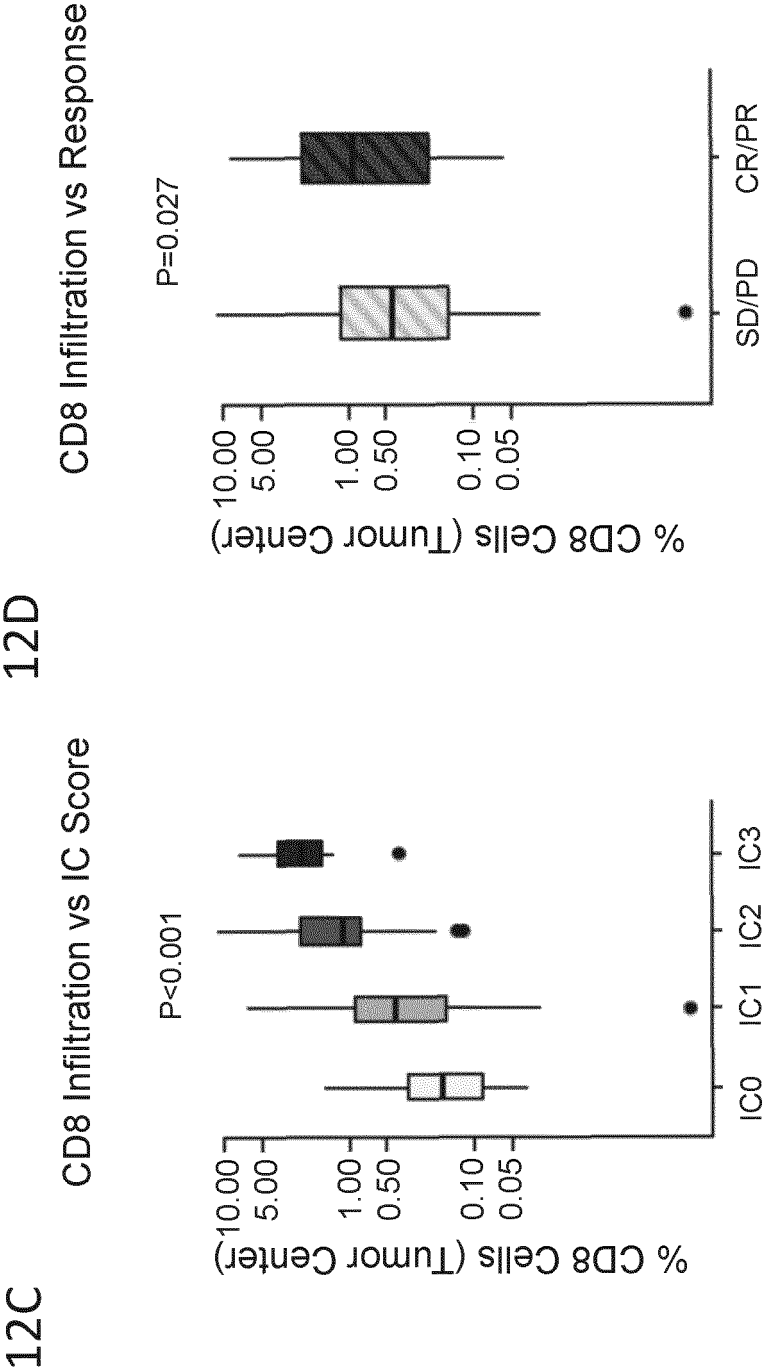 12C
CD8 Infiltration vs IC Score
P<0.001
% CD8 Cells (Tumor Center)
10.00
5.00
1.00
0.50
0.10
0.05
IC0
IC1
IC2
IC3
12D
CD8 Infiltration vs Response
P=0.027
% CD8 Cells (Tumor Center)
10.00
5.00
1.00
0.50
0.10
0.05
SD/PD
CR/PR